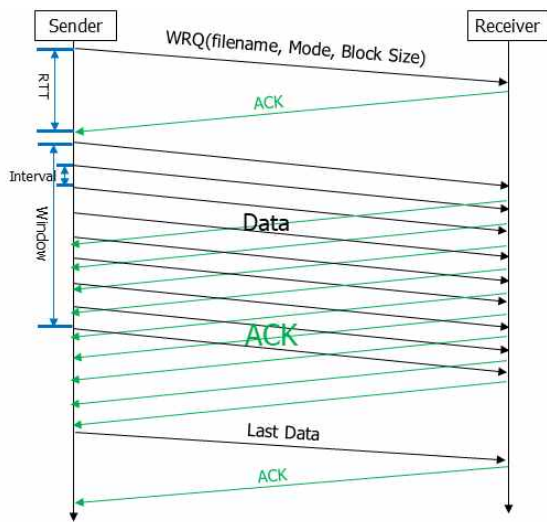 Sender
Receiver
WRQ(filename, Mode, Block Size)
RTT
ACK
Interval
Window
Data
ACK
Last Data
ACK